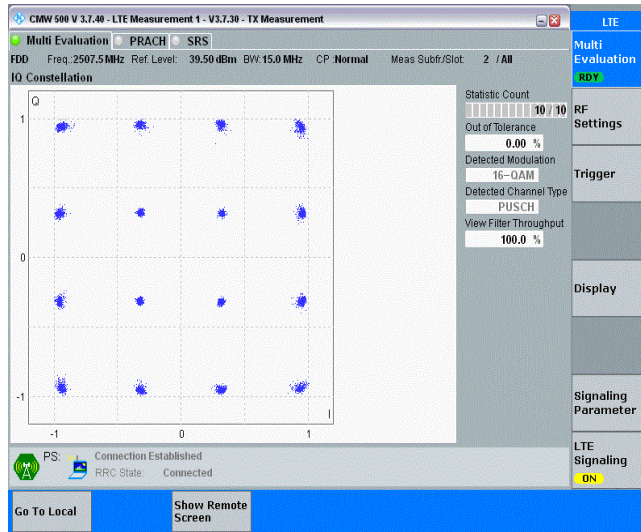 CMW 500 V 3.7.40 - LTE Measurement 1 - V3.7.30 - TX Measurement
LTE
Multi Evaluation PRACH SRS
FDD Freq.:2507.5 MHz Ref. Level: 39.50 dBm BW:15.0 MHz CP :Normal Meas Subfr./Slot: 2 / All
IQ Constellation
Q
1
0
-1
-1 0 1
I
Statistic Count
10 / 10
Out of Tolerance
0.00 %
Detected Modulation
16-QAM
Detected Channel Type
PUSCH
View Filter Throughput
100.0 %
Multi
Evaluation
RDY
RF
Settings
Trigger
Display
Signaling
Parameter
LTE
Signaling
ON
PS: Connection Established
RRC State: Connected
Go To Local
Show Remote
Screen